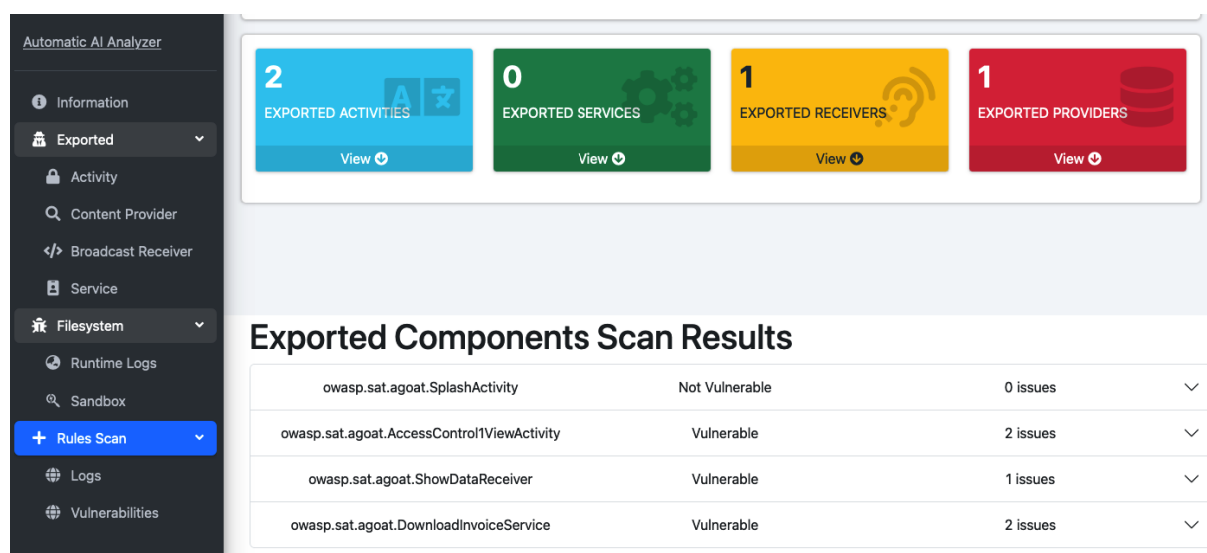 Automatic AI Analyzer
Information
Exported
Activity
Content Provider
Broadcast Receiver
Service
Filesystem
Runtime Logs
Sandbox
Rules Scan
Logs
Vulnerabilities
2
EXPORTED ACTIVITIES
View
0
EXPORTED SERVICES
View
1
EXPORTED RECEIVERS
View
1
EXPORTED PROVIDERS
View
Exported Components Scan Results
owasp.sat.agoat.SplashActivity Not Vulnerable 0 issues
owasp.sat.agoat.AccessControl1ViewActivity Vulnerable 2 issues
owasp.sat.agoat.ShowDataReceiver Vulnerable 1 issues
owasp.sat.agoat.DownloadInvoiceService Vulnerable 2 issues